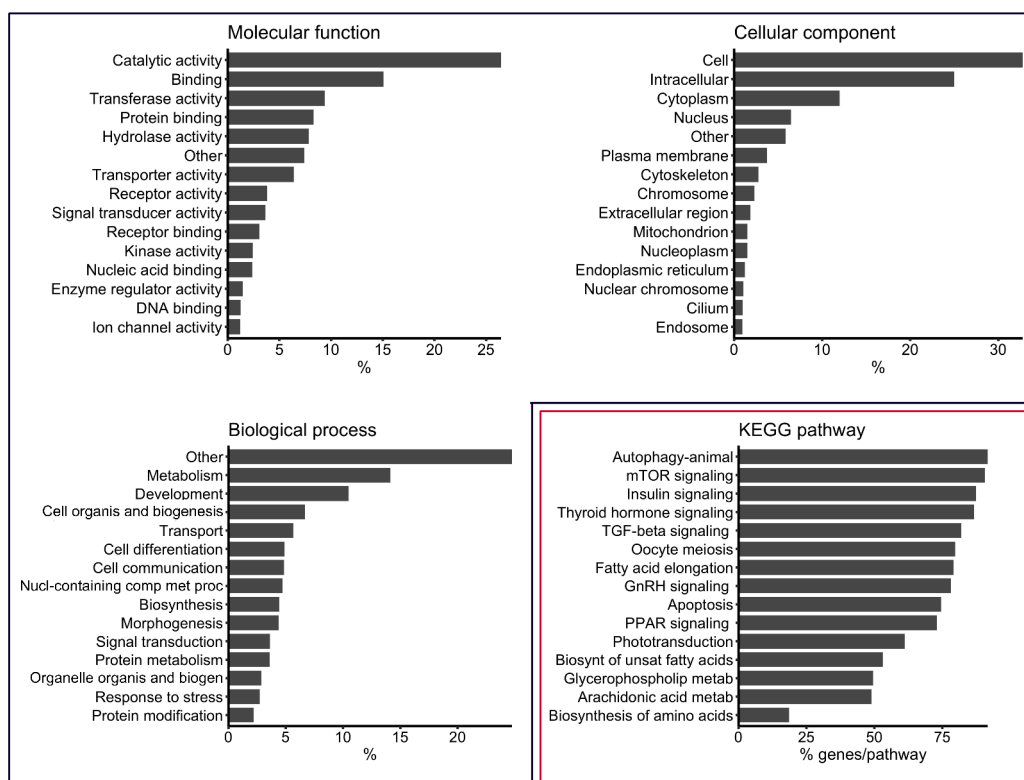 Molecular function
Catalytic activity
Binding
Transferase activity
Protein binding
Hydrolase activity
Other
Transporter activity
Receptor activity
Signal transducer activity
Receptor binding
Kinase activity
Nucleic acid binding
Enzyme regulator activity
DNA binding
Ion channel activity
0 5 10 15 20 25
%
Cellular component
Cell
Intracellular
Cytoplasm
Nucleus
Other
Plasma membrane
Cytoskeleton
Chromosome
Extracellular region
Mitochondrion
Nucleoplasm
Endoplasmic reticulum
Nuclear chromosome
Cilium
Endosome
0 10 20 30
%
Biological process
Other
Metabolism
Development
Cell organis and biogenesis
Transport
Cell differentiation
Cell communication
Nucl-containing comp met proc
Biosynthesis
Morphogenesis
Signal transduction
Protein metabolism
Organelle organis and biogen
Response to stress
Protein modification
0 5 10 15 20
%
KEGG pathway
Autophagy-animal
mTOR signaling
Insulin signaling
Thyroid hormone signaling
TGF-beta signaling
Oocyte meiosis
Fatty acid elongation
GnRH signaling
Apoptosis
PPAR signaling
Phototransduction
Biosynt of unsat fatty acids
Glycerophospholip metab
Arachidonic acid metab
Biosynthesis of amino acids
0 25 50 75
% genes/pathway